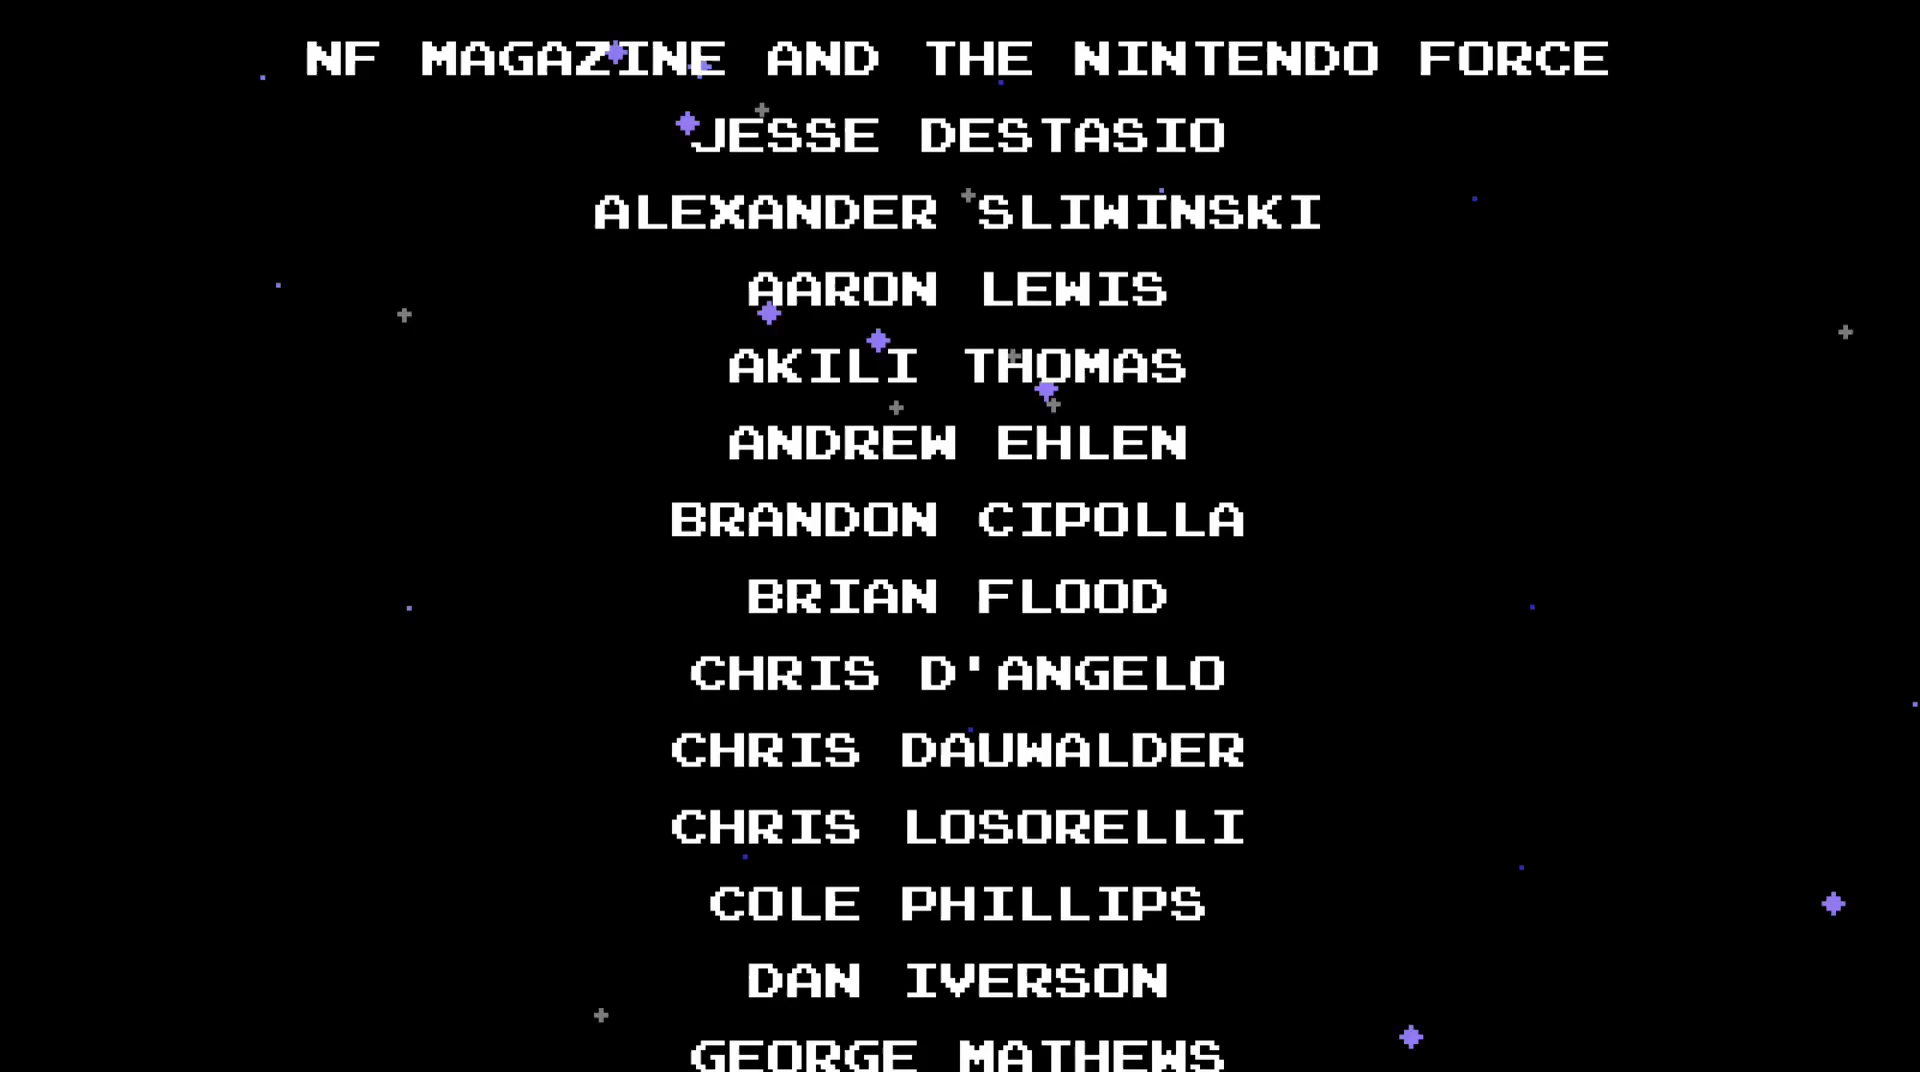 NF MAGAZINE AND THE NINTENDO FORCE
JESSE DESTASIO
ALEXANDER SLIWINSKI
AARON LEWIS
AKILI THOMAS
ANDREW EHLEN
BRANDON CIPOLLA
BRIAN FLOOD
CHRIS D'ANGELO
CHRIS DAUWALDER
CHRIS LOSORELLI
COLE PHILLIPS
DAN IVERSON
GEORGE MATHEWS